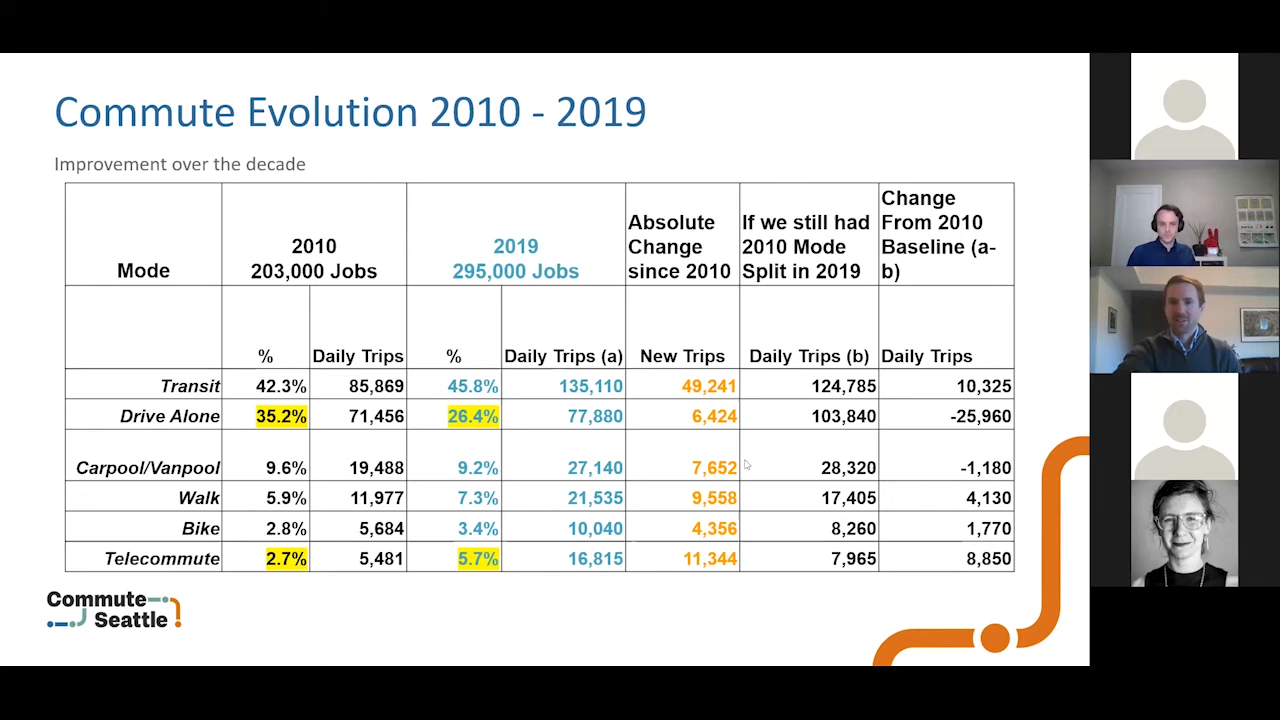 Commute Evolution 2010 - 2019
Improvement over the decade
Mode
2010
203,000 Jobs
2019
295,000 Jobs
Absolute
Change
since 2010
If we still had
2010 Mode
Split in 2019
Change
From 2010
Baseline (a-
b)
% Daily Trips % Daily Trips (a) New Trips Daily Trips (b) Daily Trips
Transit 42.3% 85,869 45.8% 135,110 49,241 124,785 10,325
Drive Alone 35.2% 71,456 26.4% 77,880 6,424 103,840 -25,960
Carpool/Vanpool 9.6% 19,488 9.2% 27,140 7,652 28,320 -1,180
Walk 5.9% 11,977 7.3% 21,535 9,558 17,405 4,130
Bike 2.8% 5,684 3.4% 10,040 4,356 8,260 1,770
Telecommute 2.7% 5,481 5.7% 16,815 11,344 7,965 8,850
Commute
Seattle